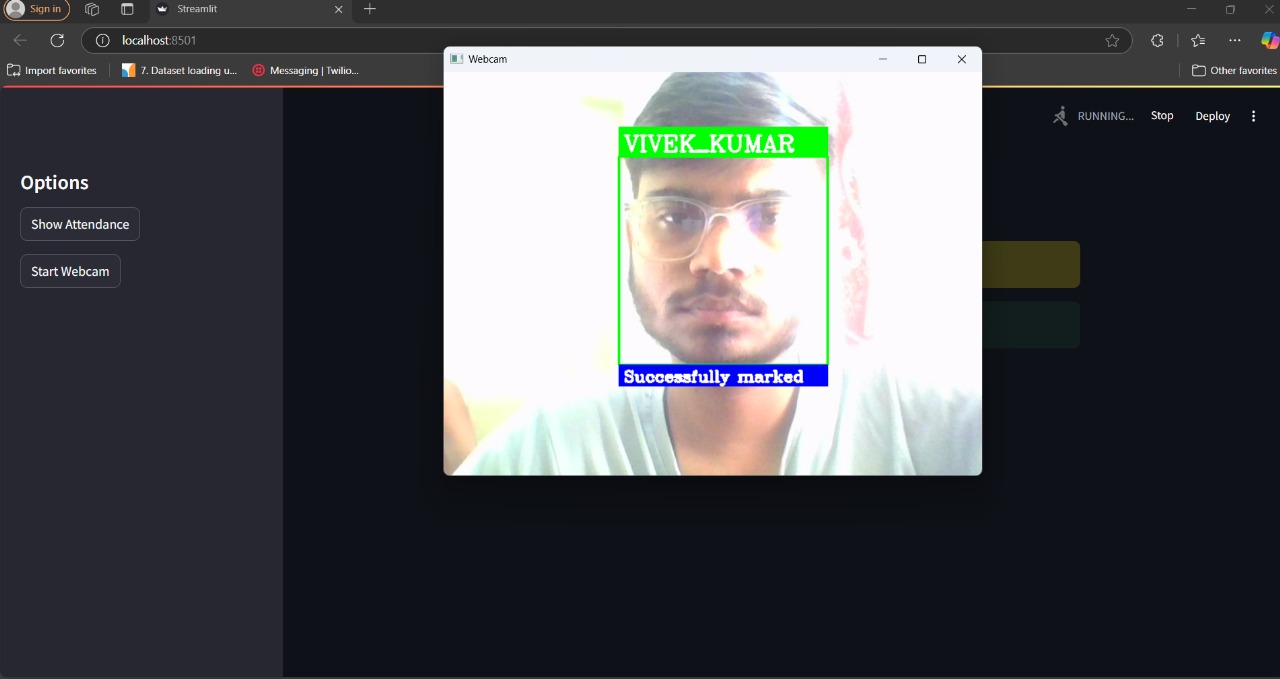 Sign in
Streamlit
localhost:8501
Import favorites
7. Dataset loading u...
Messaging | Twilio...
Other favorites
Webcam
RUNNING...
Stop
Deploy
Options
Show Attendance
Start Webcam
VIVEK_KUMAR
Successfully marked